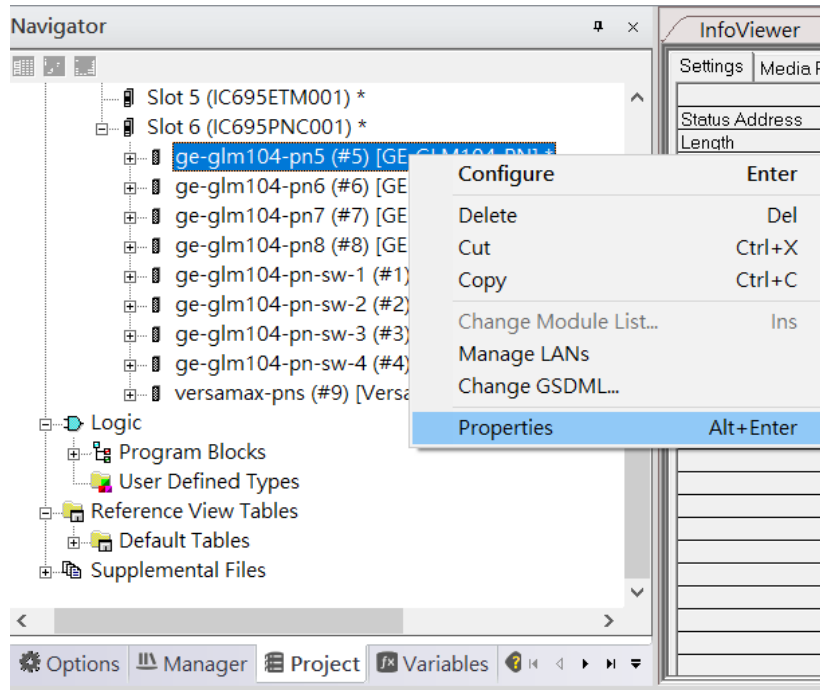 Navigator
InfoViewer
Settings
Media
Slot 5 (IC695ETM001) *
Slot 6 (IC695PNC001) *
Status Address
Length
ge-glm104-pn5 (#5) [GE-GLM104-PN] *
ge-glm104-pn6 (#6) [GE
ge-glm104-pn7 (#7) [GE
ge-glm104-pn8 (#8) [GE
ge-glm104-pn-sw-1 (#1)
ge-glm104-pn-sw-2 (#2)
ge-glm104-pn-sw-3 (#3)
ge-glm104-pn-sw-4 (#4)
versamax-pns (#9) [Versa
Configure Enter
Delete Del
Cut Ctrl+X
Copy Ctrl+C
Change Module List... Ins
Manage LANs
Change GSDML...
Properties Alt+Enter
Logic
Program Blocks
User Defined Types
Reference View Tables
Default Tables
Supplemental Files
Options Manager Project Variables